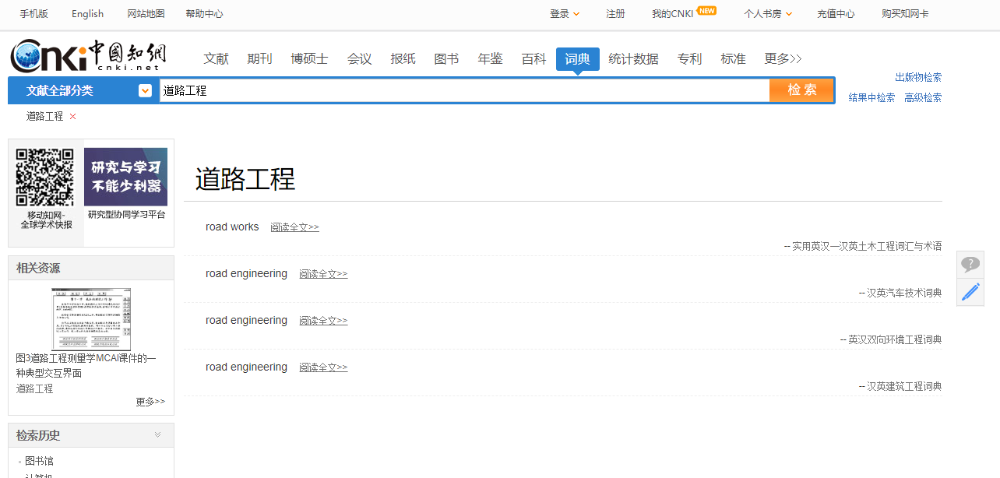 手机版 English 网站地图 帮助中心 登录 注册 我的CNKI NEW 个人书房 充值中心 购买知网卡
Cnki中國知网
cnki.net
文献 期刊 博硕士 会议 报纸 图书 年鉴 百科 词典 统计数据 专利 标准 更多>>
文献全部分类 道路工程 检索
出版物检索
结果中检索 高级检索
道路工程 ×
研究与学习
不能少利器
移动知网-
全球学术快报
研究型协同学习平台
道路工程
road works 阅读全文>>
-- 实用英汉—汉英土木工程词汇与术语
road engineering 阅读全文>>
-- 汉英汽车技术词典
road engineering 阅读全文>>
-- 英汉双向环境工程词典
road engineering 阅读全文>>
-- 汉英建筑工程词典
相关资源
图3道路工程测量学MCAI课件的一
种典型交互界面
道路工程
更多>>
检索历史
图书馆
计算机
?